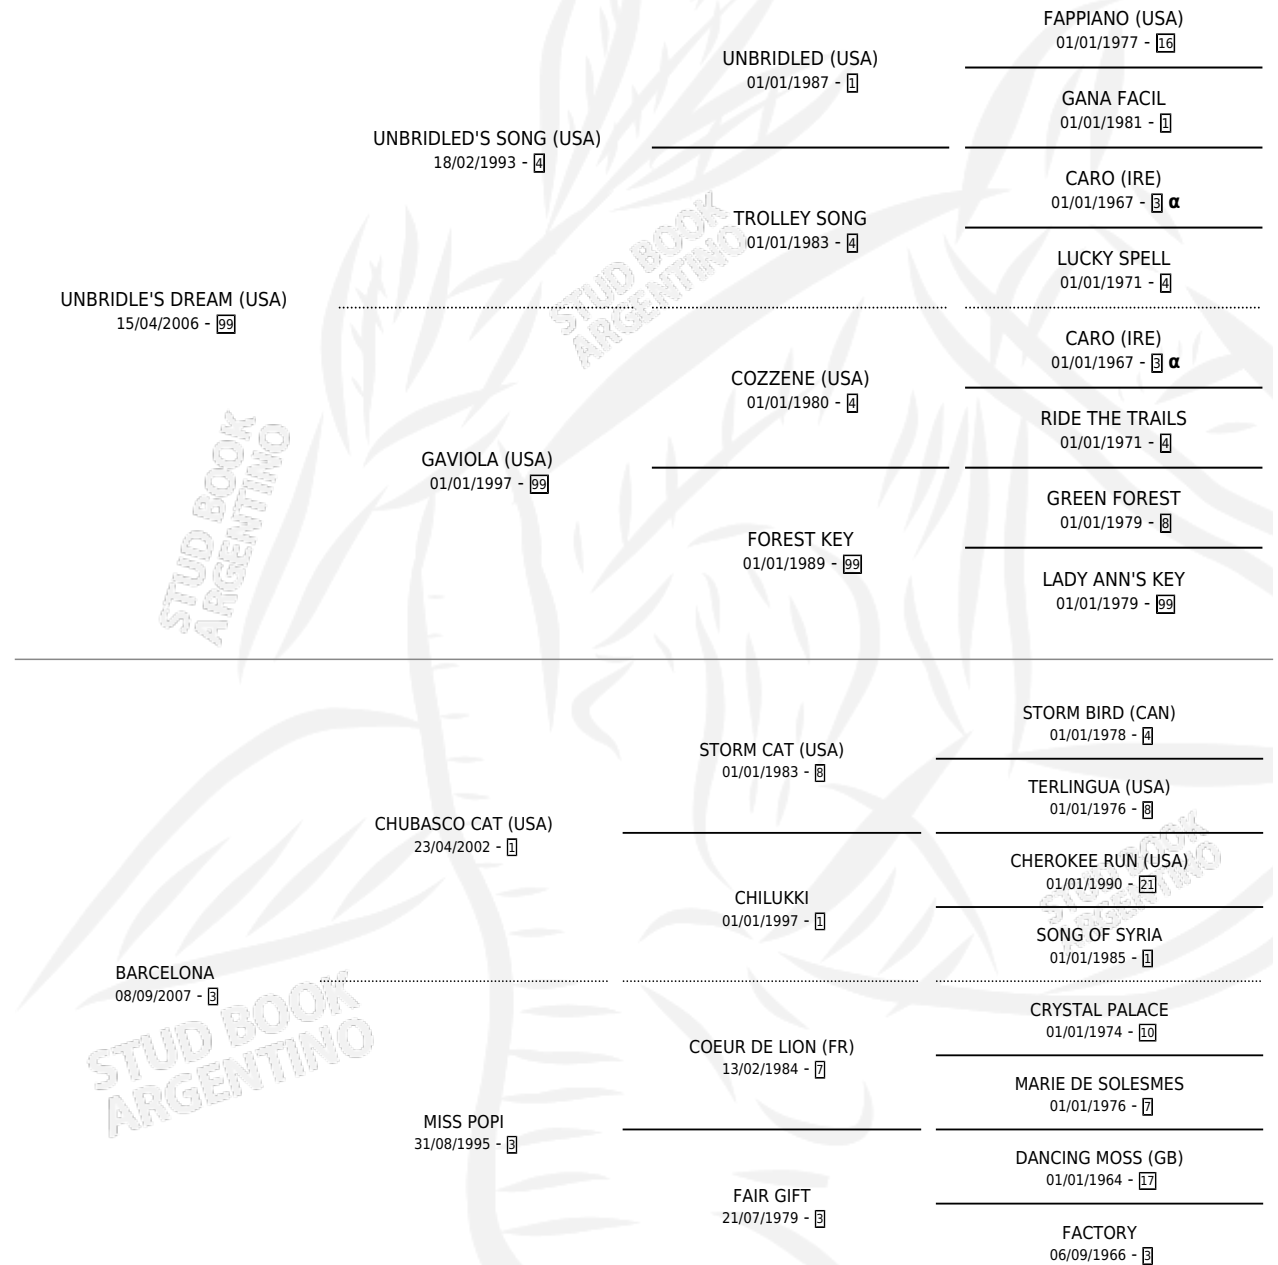 FAPPIANO (USA)
01/01/1977 - 16
UNBRIDLED (USA)
01/01/1987 - 1
GANA FACIL
01/01/1981 - 1
UNBRIDLED'S SONG (USA)
18/02/1993 - 4
CARO (IRE)
01/01/1967 - 3 α
TROLLEY SONG
01/01/1983 - 4
LUCKY SPELL
01/01/1971 - 4
UNBRIDLE'S DREAM (USA)
15/04/2006 - 99
STUD BOOK
ARGENTINO
CARO (IRE)
01/01/1967 - 3 α
COZZENE (USA)
01/01/1980 - 4
RIDE THE TRAILS
01/01/1971 - 4
GAVIOLA (USA)
01/01/1997 - 99
GREEN FOREST
01/01/1979 - 8
FOREST KEY
01/01/1989 - 99
LADY ANN'S KEY
01/01/1979 - 99
STUD BOOK
ARGENTINO
STORM BIRD (CAN)
01/01/1978 - 4
STORM CAT (USA)
01/01/1983 - 8
TERLINGUA (USA)
01/01/1976 - 8
CHUBASCO CAT (USA)
23/04/2002 - 1
CHEROKEE RUN (USA)
01/01/1990 - 21
CHILUKKI
01/01/1997 - 1
SONG OF SYRIA
01/01/1985 - 1
STUD BOOK
ARGENTINO
BARCELONA
08/09/2007 - 3
CRYSTAL PALACE
01/01/1974 - 10
COEUR DE LION (FR)
13/02/1984 - 7
MARIE DE SOLESMES
01/01/1976 - 7
MISS POPI
31/08/1995 - 3
DANCING MOSS (GB)
01/01/1964 - 17
FAIR GIFT
21/07/1979 - 3
FACTORY
06/09/1966 - 3
STUD BOOK
ARGENTINO